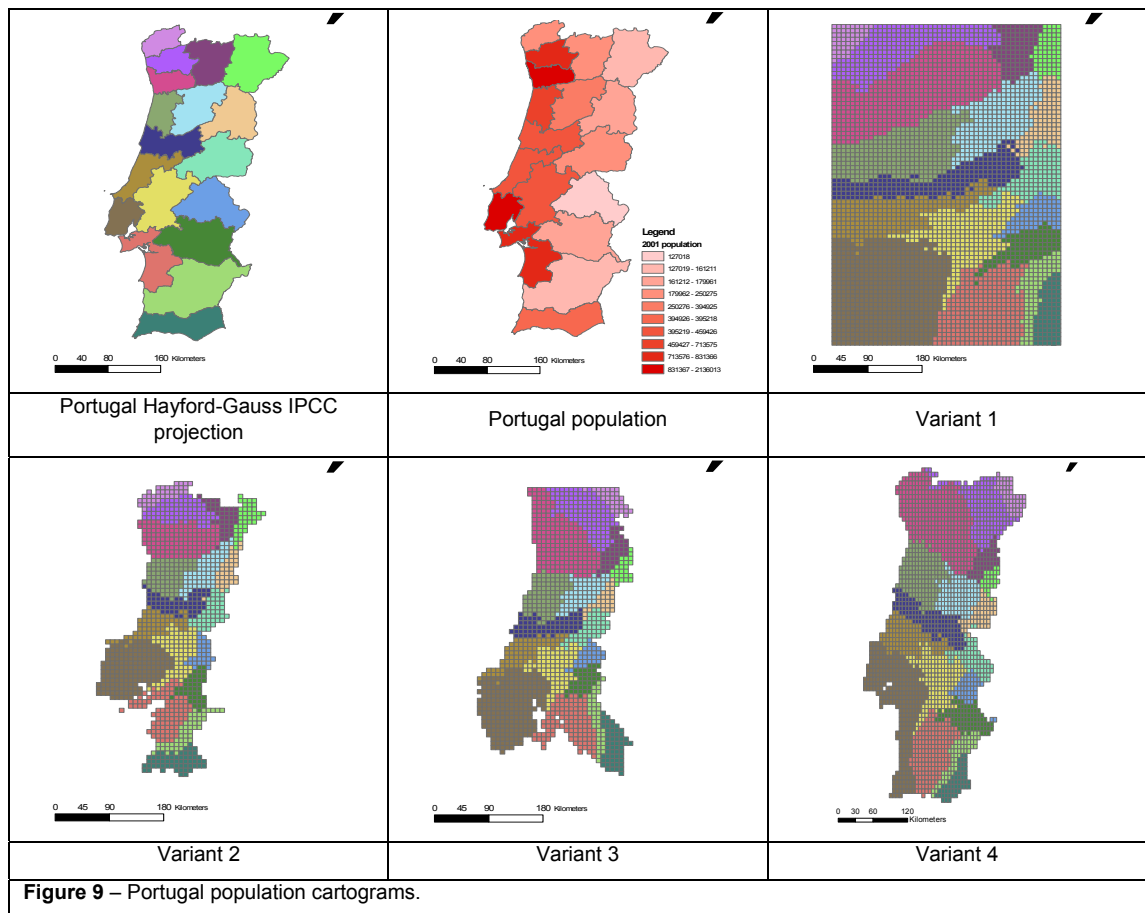 Legend
2001 population
127018
127019 - 161211
161212 - 179961
179962 - 250275
250276 - 394925
394926 - 395218
395219 - 459426
459427 - 713575
713576 - 831366
831367 - 2136013
0 40 80 160 Kilometers
0 40 80 160 Kilometers
0 45 90 180 Kilometers
Portugal Hayford-Gauss IPCC
projection
Portugal population
Variant 1
0 45 90 180 Kilometers
0 45 90 180 Kilometers
0 30 60 120
Kilometers
Variant 2
Variant 3
Variant 4
Figure 9 – Portugal population cartograms.